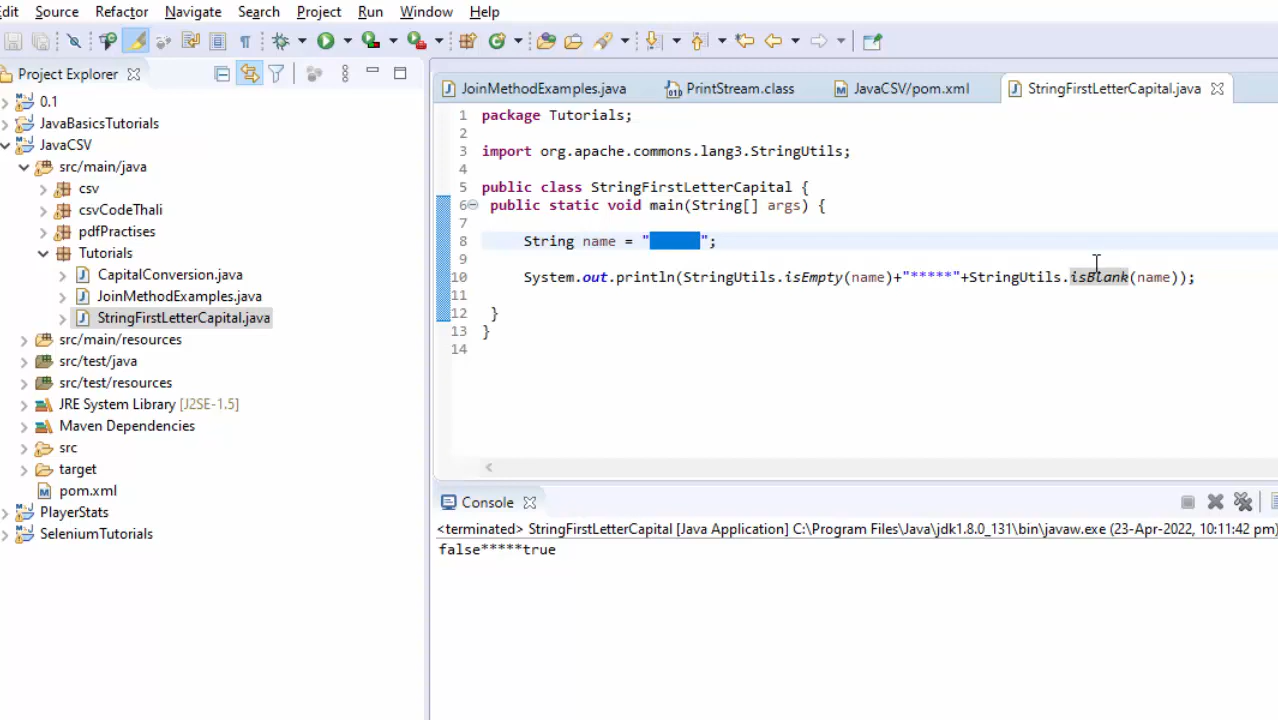 dit Source Refactor Navigate Search Project Run Window Help
Project Explorer
0.1
JavaBasicsTutorials
JavaCSV
src/main/java
csv
csvCodeThali
pdfPractises
Tutorials
CapitalConversion.java
JoinMethodExamples.java
StringFirstLetterCapital.java
src/main/resources
src/test/java
src/test/resources
JRE System Library [J2SE-1.5]
Maven Dependencies
src
target
pom.xml
PlayerStats
SeleniumTutorials
JoinMethodExamples.java PrintStream.class JavaCSV/pom.xml StringFirstLetterCapital.java
1 package Tutorials;
2
3 import org.apache.commons.lang3.StringUtils;
4
5 public class StringFirstLetterCapital {
6 public static void main(String[] args) {
7
8 String name = "      ";
9
10 System.out.println(StringUtils.isEmpty(name)+"*****"+StringUtils.isBlank(name));
11
12 }
13 }
14
Console
<terminated> StringFirstLetterCapital [Java Application] C:\Program Files\Java\jdk1.8.0_131\bin\javaw.exe (23-Apr-2022, 10:11:42 pm)
false*****true